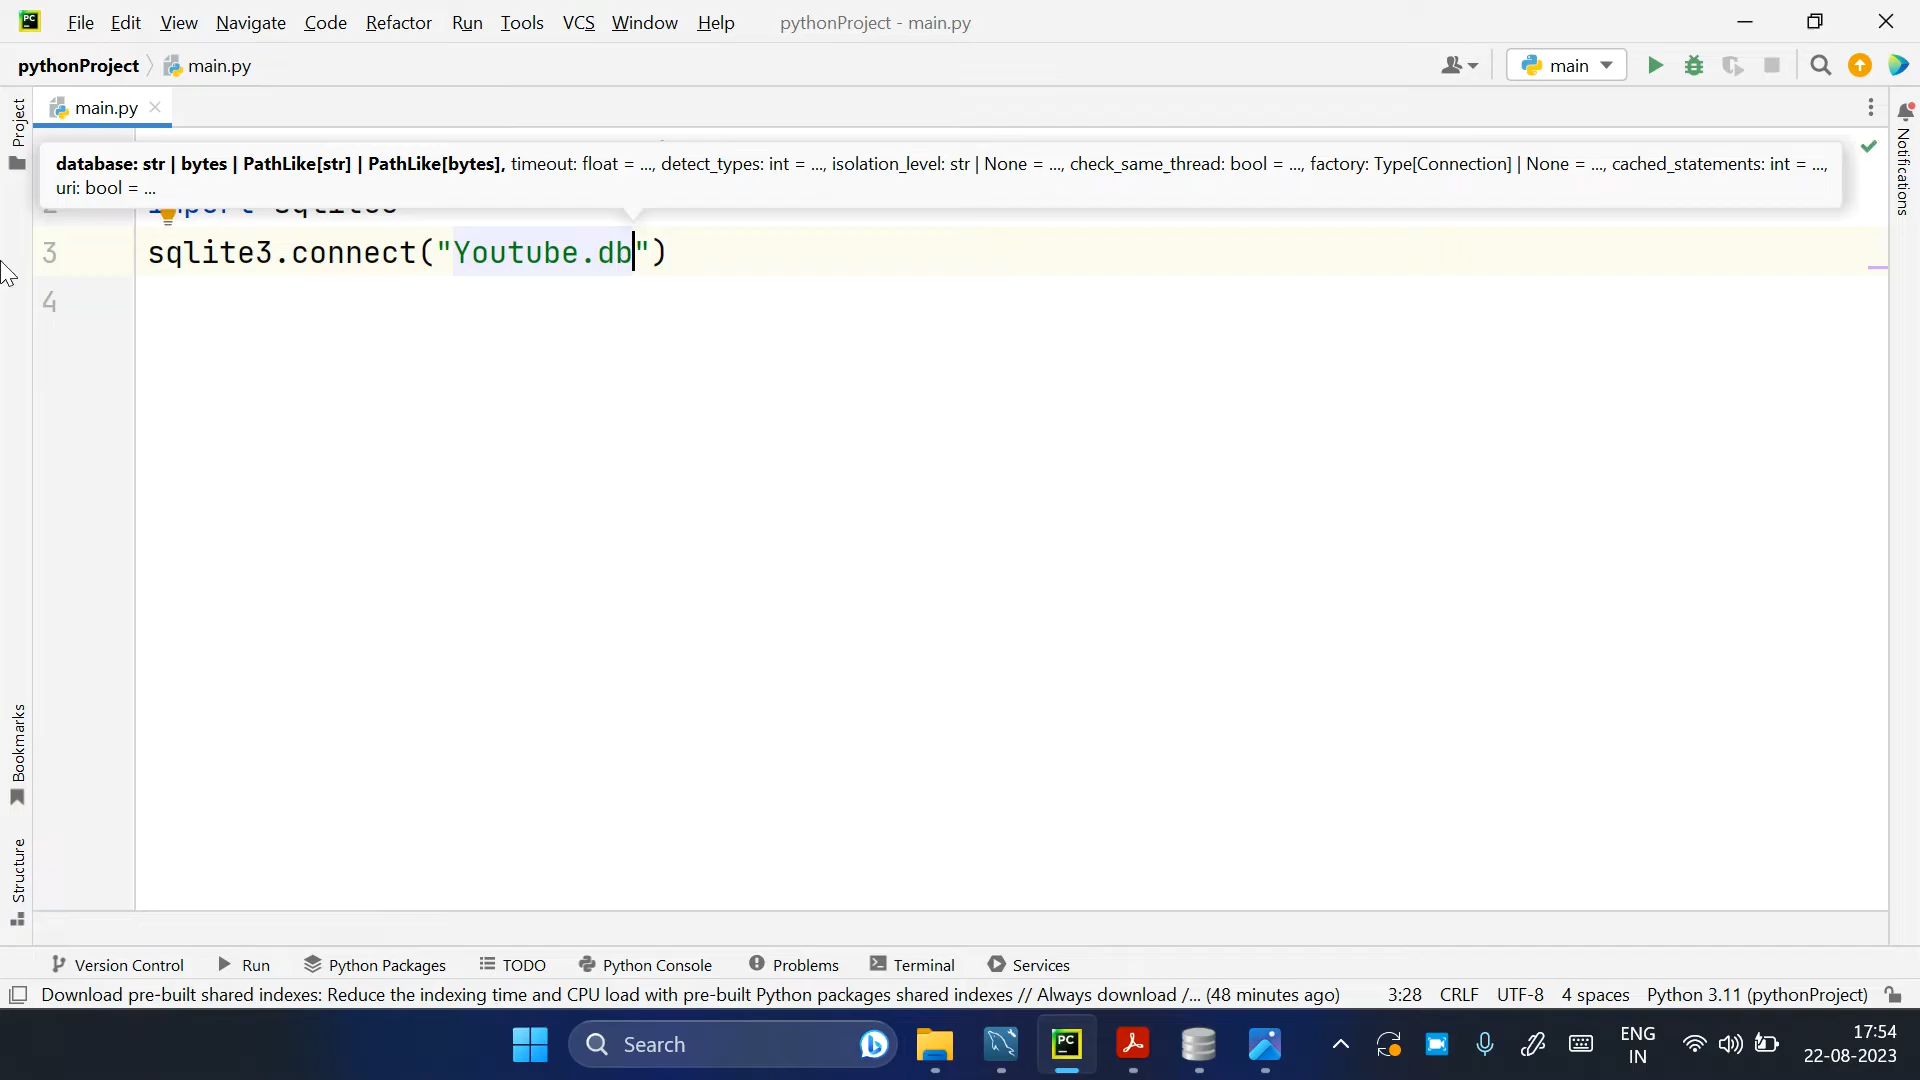 PC File Edit View Navigate Code Refactor Run Tools VCS Window Help pythonProject - main.py
pythonProject main.py main
Project
main.py
Notifications
database: str | bytes | PathLike[str] | PathLike[bytes], timeout: float = ..., detect_types: int = ..., isolation_level: str | None = ..., check_same_thread: bool = ..., factory: Type[Connection] | None = ..., cached_statements: int = ...,
uri: bool = ...
import sqlite3
3 sqlite3.connect("Youtube.db")
4
Bookmarks
Structure
Version Control Run Python Packages TODO Python Console Problems Terminal Services
Download pre-built shared indexes: Reduce the indexing time and CPU load with pre-built Python packages shared indexes // Always download /... (48 minutes ago) 3:28 CRLF UTF-8 4 spaces Python 3.11 (pythonProject)
Search PC ENG 17:54
IN 22-08-2023